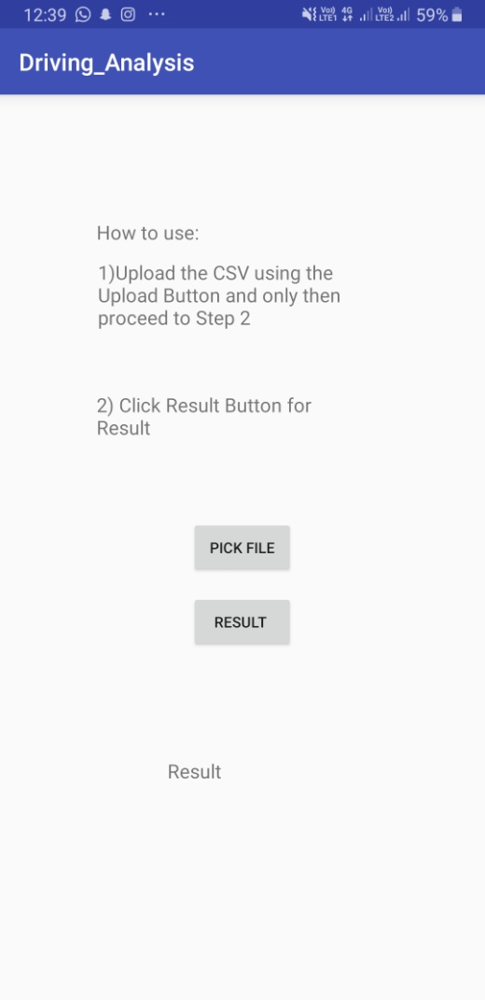 12:39 ... Vo)) LTE1 4G Vo)) LTE2 59%
Driving_Analysis
How to use:
1)Upload the CSV using the
Upload Button and only then
proceed to Step 2
2) Click Result Button for
Result
PICK FILE
RESULT
Result